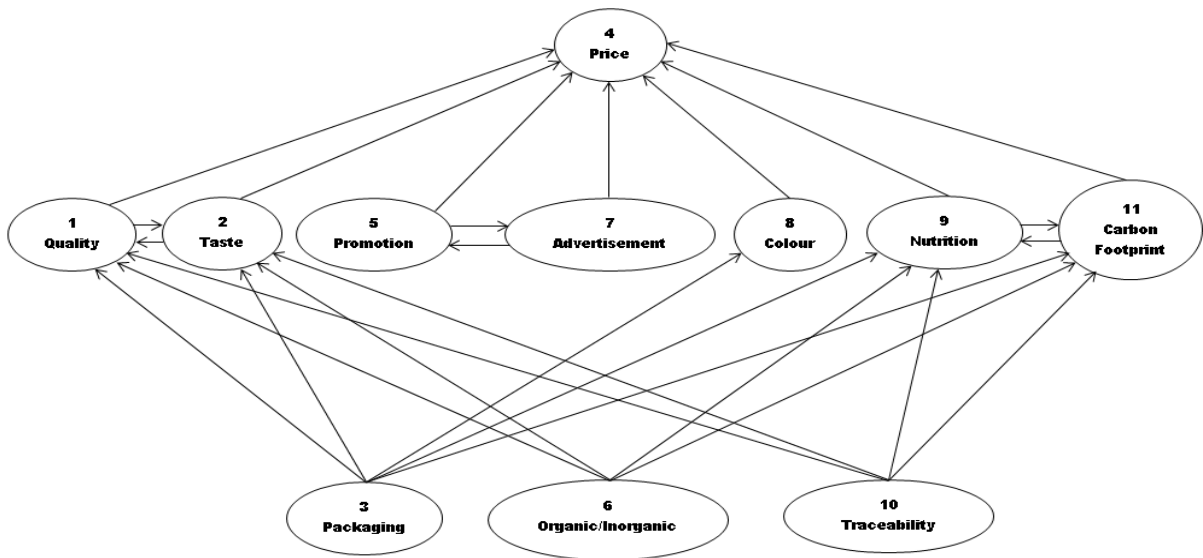 4
Price
1
Quality
2
Taste
5
Promotion
7
Advertisement
8
Colour
9
Nutrition
11
Carbon
Footprint
3
Packaging
6
Organic/Inorganic
10
Traceability